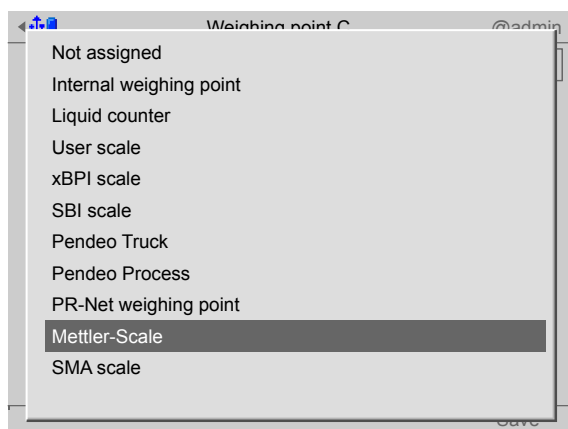 Weighing point C @admin
Not assigned
Internal weighing point
Liquid counter
User scale
xBPI scale
SBI scale
Pendeo Truck
Pendeo Process
PR-Net weighing point
Mettler-Scale
SMA scale
Save